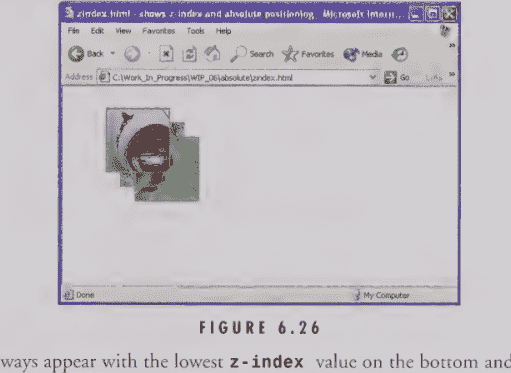 zindex.html - shows z-index and absolute positioning - Microsoft Intern...
File Edit View Favorites Tools Help
Back Search Favorites Media
Address C:\Work_In_Progress\WIP_06\absolute\zindex.html Go Links
Done My Computer
FIGURE 6.26
ways appear with the lowest z-index value on the bottom and